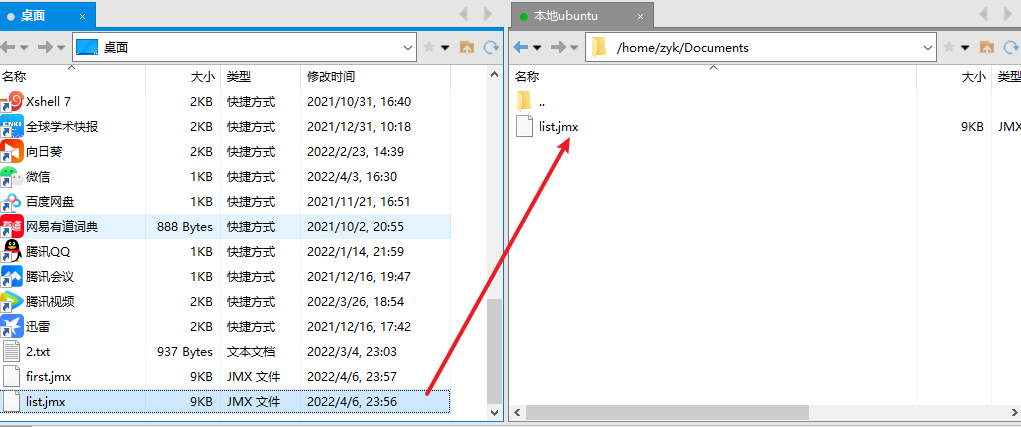 桌面
桌面
名称 大小 类型 修改时间
Xshell 7 2KB 快捷方式 2021/10/31, 16:40
全球学术快报 2KB 快捷方式 2021/12/31, 10:18
向日葵 2KB 快捷方式 2022/2/23, 14:39
微信 1KB 快捷方式 2022/4/3, 16:30
百度网盘 1KB 快捷方式 2021/11/21, 16:51
网易有道词典 888 Bytes 快捷方式 2021/10/2, 20:55
腾讯QQ 1KB 快捷方式 2022/1/14, 21:59
腾讯会议 1KB 快捷方式 2021/12/16, 19:47
腾讯视频 2KB 快捷方式 2022/3/26, 18:54
迅雷 2KB 快捷方式 2021/12/16, 17:42
2.txt 937 Bytes 文本文档 2022/3/4, 23:03
first.jmx 9KB JMX 文件 2022/4/6, 23:57
list.jmx 9KB JMX 文件 2022/4/6, 23:56
本地ubuntu
/home/zyk/Documents
名称 大小 类型
..
list.jmx 9KB JMX